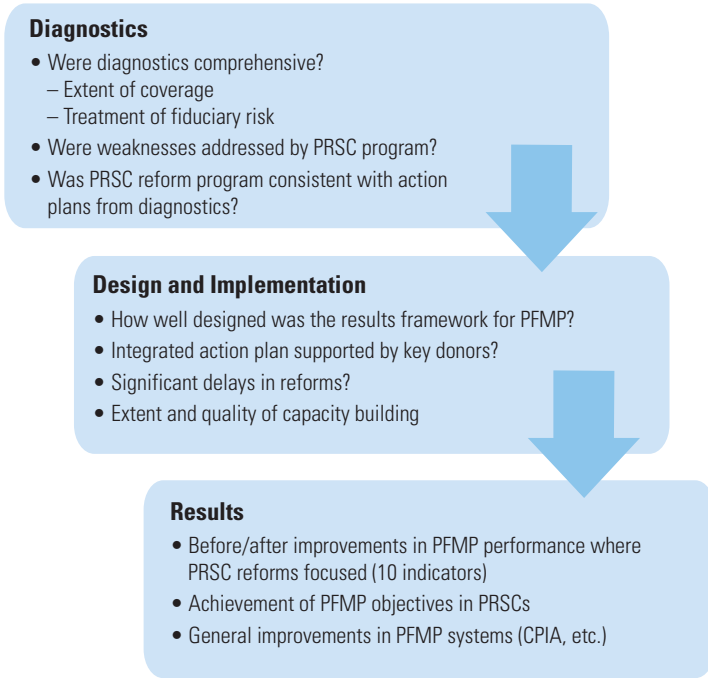 Diagnostics
• Were diagnostics comprehensive?
– Extent of coverage
– Treatment of fiduciary risk
• Were weaknesses addressed by PRSC program?
• Was PRSC reform program consistent with action
plans from diagnostics?
Design and Implementation
• How well designed was the results framework for PFMP?
• Integrated action plan supported by key donors?
• Significant delays in reforms?
• Extent and quality of capacity building
Results
• Before/after improvements in PFMP performance where
PRSC reforms focused (10 indicators)
• Achievement of PFMP objectives in PRSCs
• General improvements in PFMP systems (CPIA, etc.)